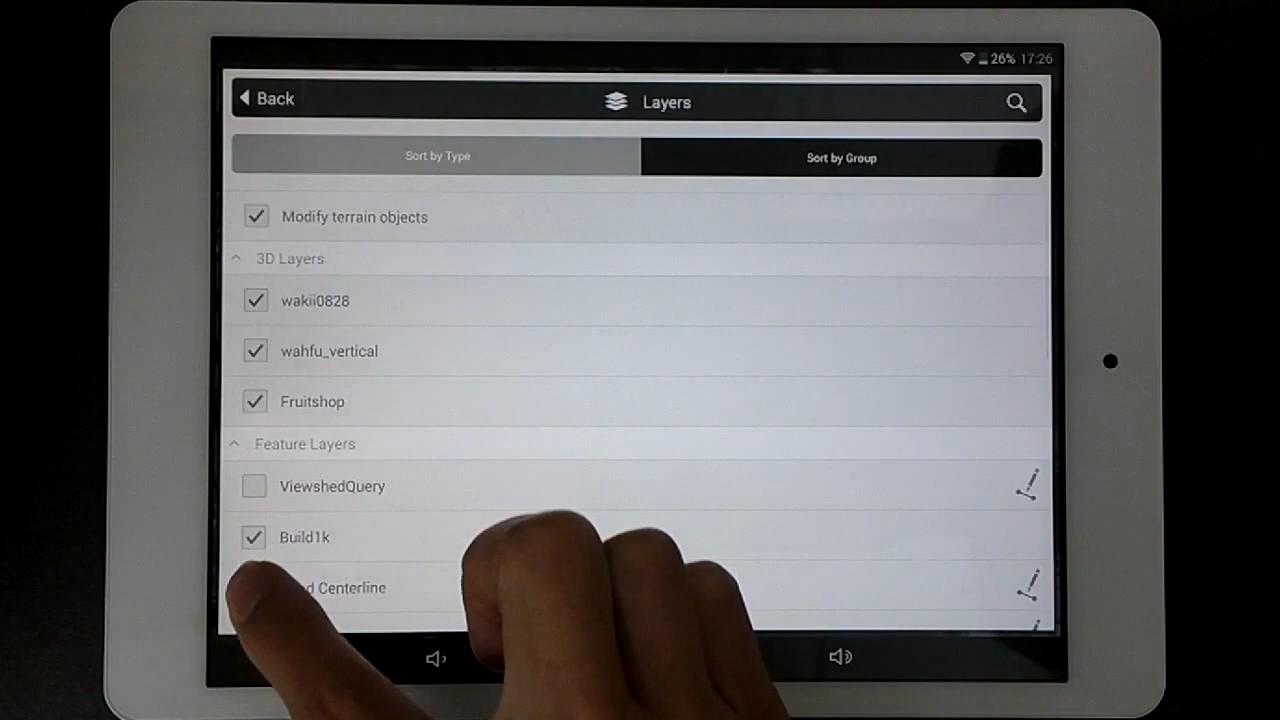 26% 17:26
Back
Layers
Sort by Type
Sort by Group
Modify terrain objects
3D Layers
wakii0828
wahfu_vertical
Fruitshop
Feature Layers
ViewshedQuery
Build1k
Centerline